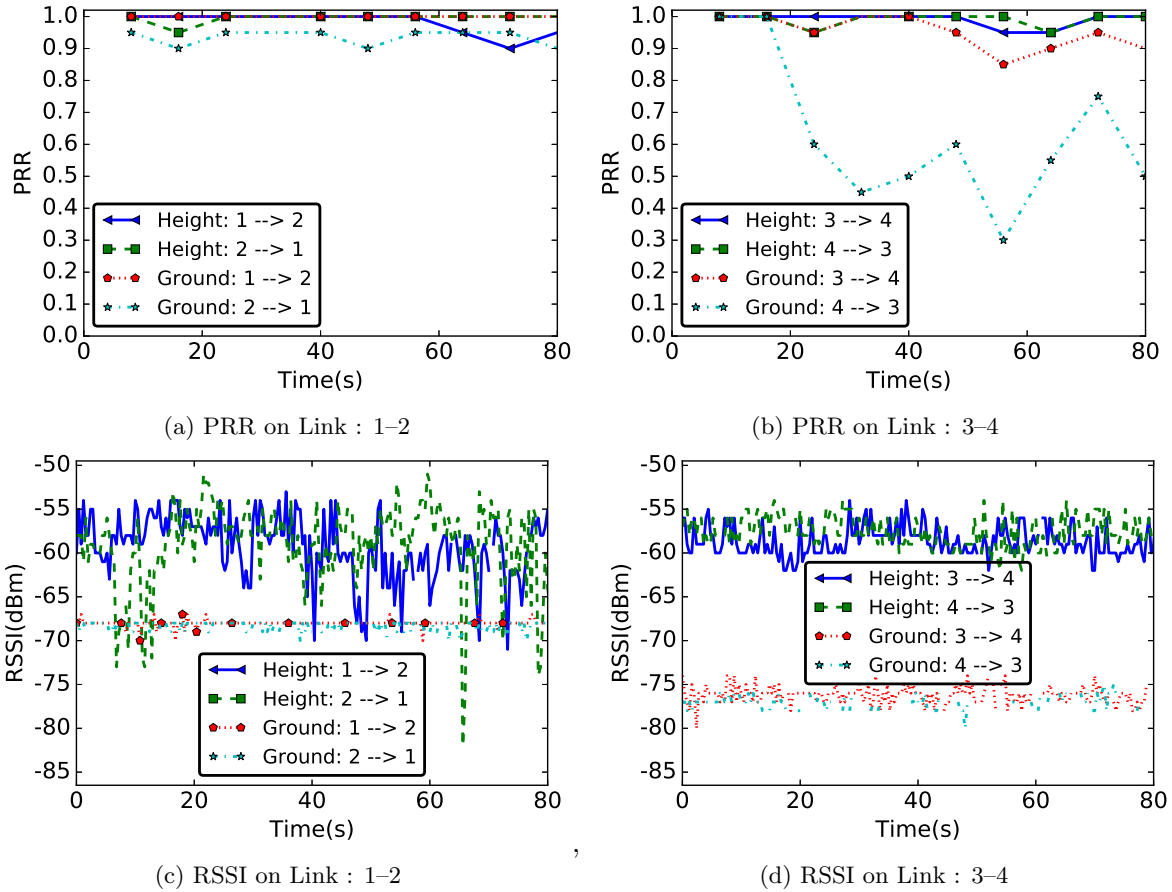 1.0
0.9
0.8
0.7
0.6
0.5
0.4
0.3
0.2
0.1
0.0
PRR
Height: 1 --> 2
Height: 2 --> 1
Ground: 1 --> 2
Ground: 2 --> 1
0 20 40 60 80
Time(s)
(a) PRR on Link : 1–2
1.0
0.9
0.8
0.7
0.6
0.5
0.4
0.3
0.2
0.1
0.0
PRR
Height: 3 --> 4
Height: 4 --> 3
Ground: 3 --> 4
Ground: 4 --> 3
0 20 40 60 80
Time(s)
(b) PRR on Link : 3–4
-50
-55
-60
-65
-70
-75
-80
-85
RSSI(dBm)
Height: 1 --> 2
Height: 2 --> 1
Ground: 1 --> 2
Ground: 2 --> 1
0 20 40 60 80
Time(s)
,
(c) RSSI on Link : 1–2
-50
-55
-60
-65
-70
-75
-80
-85
RSSI(dBm)
Height: 3 --> 4
Height: 4 --> 3
Ground: 3 --> 4
Ground: 4 --> 3
0 20 40 60 80
Time(s)
(d) RSSI on Link : 3–4